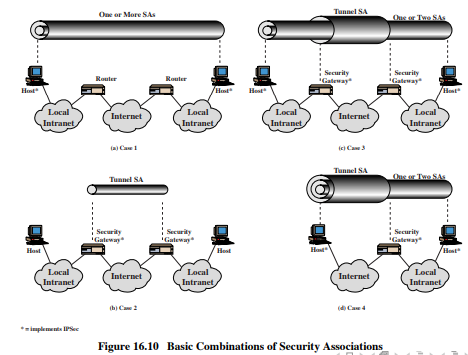 One or More SAs
Router
Router
Host*
Host*
Local
Intranet
Internet
Local
Intranet
(a) Case 1
Tunnel SA
One or Two SAs
Security
Gateway*
Security
Gateway*
Host*
Host*
Local
Intranet
Internet
Local
Intranet
(c) Case 3
Tunnel SA
Security
Gateway*
Security
Gateway*
Host
Host
Local
Intranet
Internet
Local
Intranet
(b) Case 2
Tunnel SA
One or Two SAs
Security
Gateway*
Host*
Host*
Internet
Local
Intranet
(d) Case 4
* = implements IPSec
Figure 16.10 Basic Combinations of Security Associations